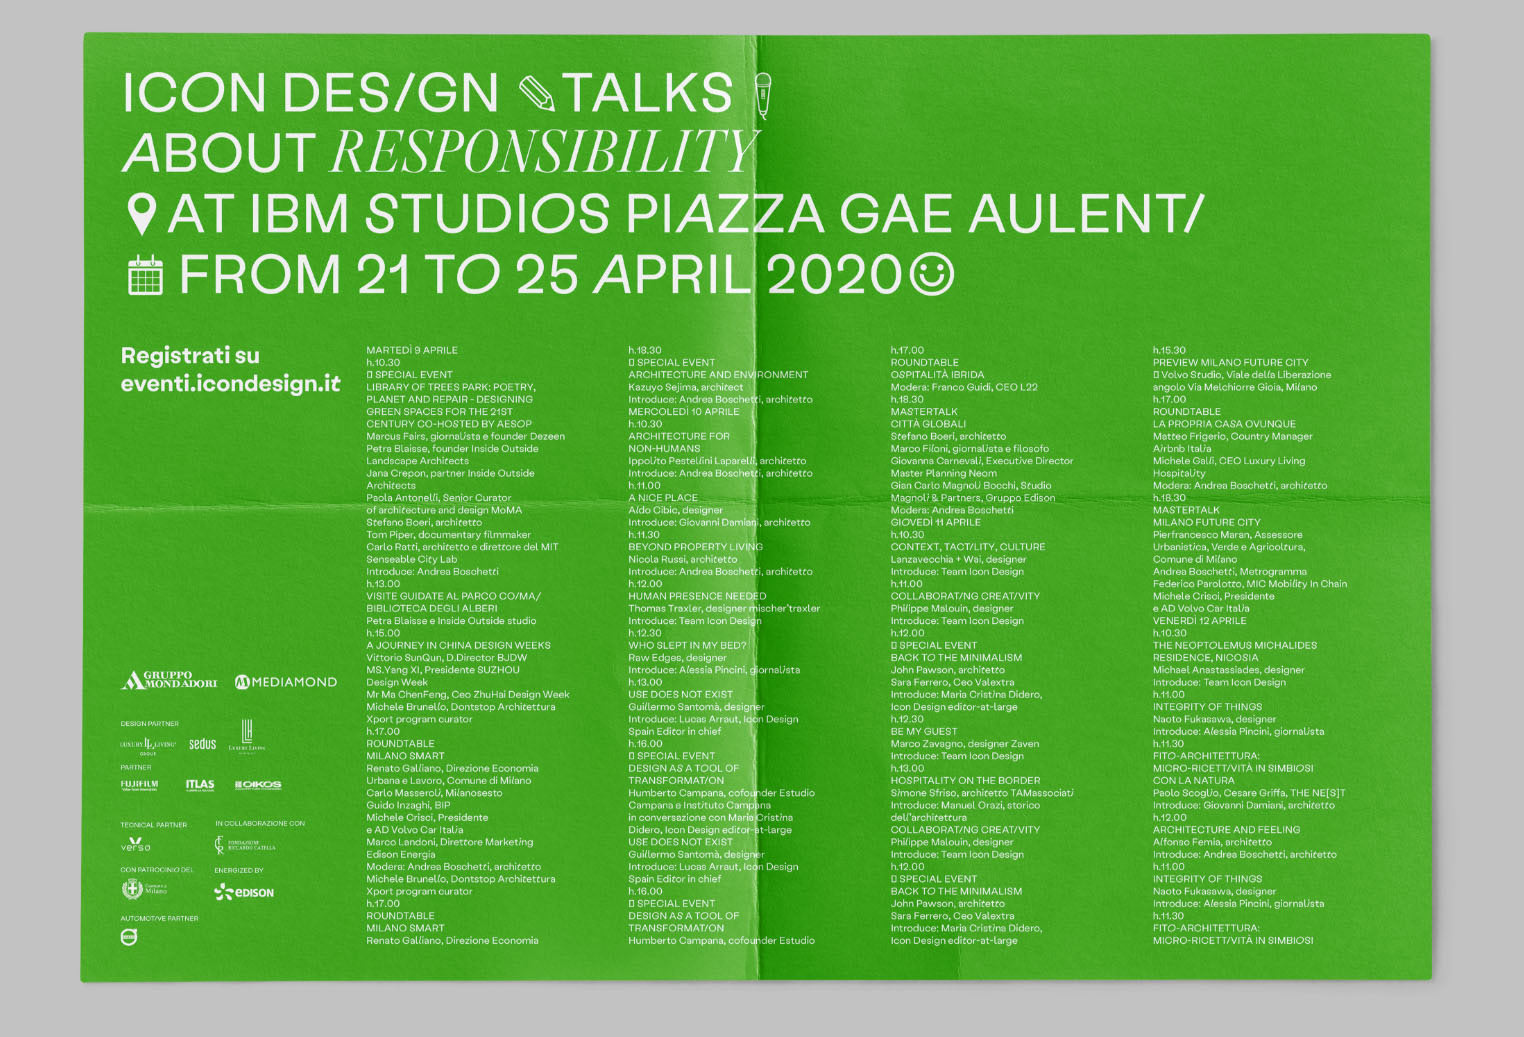 ICON DES/GN TALKS
ABOUT RESPONSIBILITY
AT IBM STUDIOS PIAZZA GAE AULENT/
FROM 21 TO 25 APRIL 2020
Registrati su
eventi.icondesign.it
GRUPPO
MONDADORI
MEDIAMOND
DESIGN PARTNER
LUXURY LIVING
GROUP
sedus
LUXURY LIVING
PARTNER
FUJIFILM
ITLAS
OIKOS
TECNICAL PARTNER
verso
IN COLLABORAZIONE CON
FONDAZIONE
RICCARDO CATELLA
CON PATROCINIO DEL
Comune di
Milano
ENERGIZED BY
EDISON
AUTOMOTIVE PARTNER
MARTEDÌ 9 APRILE
h.10.30
SPECIAL EVENT
LIBRARY OF TREES PARK: POETRY,
PLANET AND REPAIR - DESIGNING
GREEN SPACES FOR THE 21ST
CENTURY CO-HOSTED BY AESOP
Marcus Fairs, giornalista e founder Dezeen
Petra Blaisse, founder Inside Outside
Landscape Architects
Jana Crepon, partner Inside Outside
Architects
Paola Antonelli, Senior Curator
of architecture and design MoMA
Stefano Boeri, architetto
Tom Piper, documentary filmmaker
Carlo Ratti, architetto e direttore del MIT
Senseable City Lab
Introduce: Andrea Boschetti
h.13.00
VISITE GUIDATE AL PARCO CO/MA/
BIBLIOTECA DEGLI ALBERI
Petra Blaisse e Inside Outside studio
h.15.00
A JOURNEY IN CHINA DESIGN WEEKS
Vittorio SunQun, D.Director BJDW
MS.Yang XI, Presidente SUZHOU
Design Week
Mr Ma ChenFeng, Ceo ZhuHai Design Week
Michele Brunello, Dontstop Architettura
Xport program curator
h.17.00
ROUNDTABLE
MILANO SMART
Renato Galliano, Direzione Economia
Urbana e Lavoro, Comune di Milano
Carlo Masseroli, Milanosesto
Guido Inzaghi, BIP
Michele Crisci, Presidente
e AD Volvo Car Italia
Marco Landoni, Direttore Marketing
Edison Energia
Modera: Andrea Boschetti, architetto
Michele Brunello, Dontstop Architettura
Xport program curator
h.17.00
ROUNDTABLE
MILANO SMART
Renato Galliano, Direzione Economia
h.18.30
SPECIAL EVENT
ARCHITECTURE AND ENVIRONMENT
Kazuyo Sejima, architect
Introduce: Andrea Boschetti, architetto
MERCOLEDÌ 10 APRILE
h.10.30
ARCHITECTURE FOR
NON-HUMANS
Ippolito Pestellini Laparelli, architetto
Introduce: Andrea Boschetti, architetto
h.11.00
A NICE PLACE
Aldo Cibic, designer
Introduce: Giovanni Damiani, architetto
h.11.30
BEYOND PROPERTY LIVING
Nicola Russi, architetto
Introduce: Andrea Boschetti, architetto
h.12.00
HUMAN PRESENCE NEEDED
Thomas Traxler, designer mischer'traxler
Introduce: Team Icon Design
h.12.30
WHO SLEPT IN MY BED?
Raw Edges, designer
Introduce: Alessia Pincini, giornalista
h.13.00
USE DOES NOT EXIST
Guillermo Santomà, designer
Introduce: Lucas Arraut, Icon Design
Spain Editor in chief
h.16.00
SPECIAL EVENT
DESIGN AS A TOOL OF
TRANSFORMAT/ON
Humberto Campana, cofounder Estudio
Campana e Instituto Campana
in conversazione con Maria Cristina
Didero, Icon Design editor-at-large
USE DOES NOT EXIST
Guillermo Santomà, designer
Introduce: Lucas Arraut, Icon Design
Spain Editor in chief
h.16.00
SPECIAL EVENT
DESIGN AS A TOOL OF
TRANSFORMAT/ON
Humberto Campana, cofounder Estudio
h.17.00
ROUNDTABLE
OSPITALITÀ IBRIDA
Modera: Franco Guidi, CEO L22
h.18.30
MASTERTALK
CITTÀ GLOBALI
Stefano Boeri, architetto
Marco Filoni, giornalista e filosofo
Giovanna Carnevali, Executive Director
Master Planning Neom
Gian Carlo Magnoli Bocchi, Studio
Magnoli & Partners, Gruppo Edison
Modera: Andrea Boschetti
GIOVEDÌ 11 APRILE
h.10.30
CONTEXT, TACT/LITY, CULTURE
Lanzavecchia + Wai, designer
Introduce: Team Icon Design
h.11.00
COLLABORAT/NG CREAT/VITY
Philippe Malouin, designer
Introduce: Team Icon Design
h.12.00
SPECIAL EVENT
BACK TO THE MINIMALISM
John Pawson, architetto
Sara Ferrero, Ceo Valextra
Introduce: Maria Cristina Didero,
Icon Design editor-at-large
h.12.30
BE MY GUEST
Marco Zavagno, designer Zaven
Introduce: Team Icon Design
h.13.00
HOSPITALITY ON THE BORDER
Simone Sfriso, architetto TAMassociati
Introduce: Manuel Orazi, storico
dell'architettura
COLLABORAT/NG CREAT/VITY
Philippe Malouin, designer
Introduce: Team Icon Design
h.12.00
SPECIAL EVENT
BACK TO THE MINIMALISM
John Pawson, architetto
Sara Ferrero, Ceo Valextra
Introduce: Maria Cristina Didero,
Icon Design editor-at-large
h.15.30
PREVIEW MILANO FUTURE CITY
Volvo Studio, Viale della Liberazione
angolo Via Melchiorre Gioia, Milano
h.17.00
ROUNDTABLE
LA PROPRIA CASA OVUNQUE
Matteo Frigerio, Country Manager
Airbnb Italia
Michele Galli, CEO Luxury Living
Hospitality
Modera: Andrea Boschetti, architetto
h.18.30
MASTERTALK
MILANO FUTURE CITY
Pierfrancesco Maran, Assessore
Urbanistica, Verde e Agricoltura,
Comune di Milano
Andrea Boschetti, Metrogramma
Federico Parolotto, MIC Mobility In Chain
Michele Crisci, Presidente
e AD Volvo Car Italia
VENERDÌ 12 APRILE
h.10.30
THE NEOPTOLEMUS MICHALIDES
RESIDENCE, NICOSIA
Michael Anastassiades, designer
Introduce: Team Icon Design
h.11.00
INTEGRITY OF THINGS
Naoto Fukasawa, designer
Introduce: Alessia Pincini, giornalista
h.11.30
FITO-ARCHITETTURA:
MICRO-RICETT/VITÀ IN SIMBIOSI
CON LA NATURA
Paolo Scoglio, Cesare Griffa, THE NE[S]T
Introduce: Giovanni Damiani, architetto
h.12.00
ARCHITECTURE AND FEELING
Alfonso Femia, architetto
Introduce: Andrea Boschetti, architetto
h.11.00
INTEGRITY OF THINGS
Naoto Fukasawa, designer
Introduce: Alessia Pincini, giornalista
h.11.30
FITO-ARCHITETTURA:
MICRO-RICETT/VITÀ IN SIMBIOSI